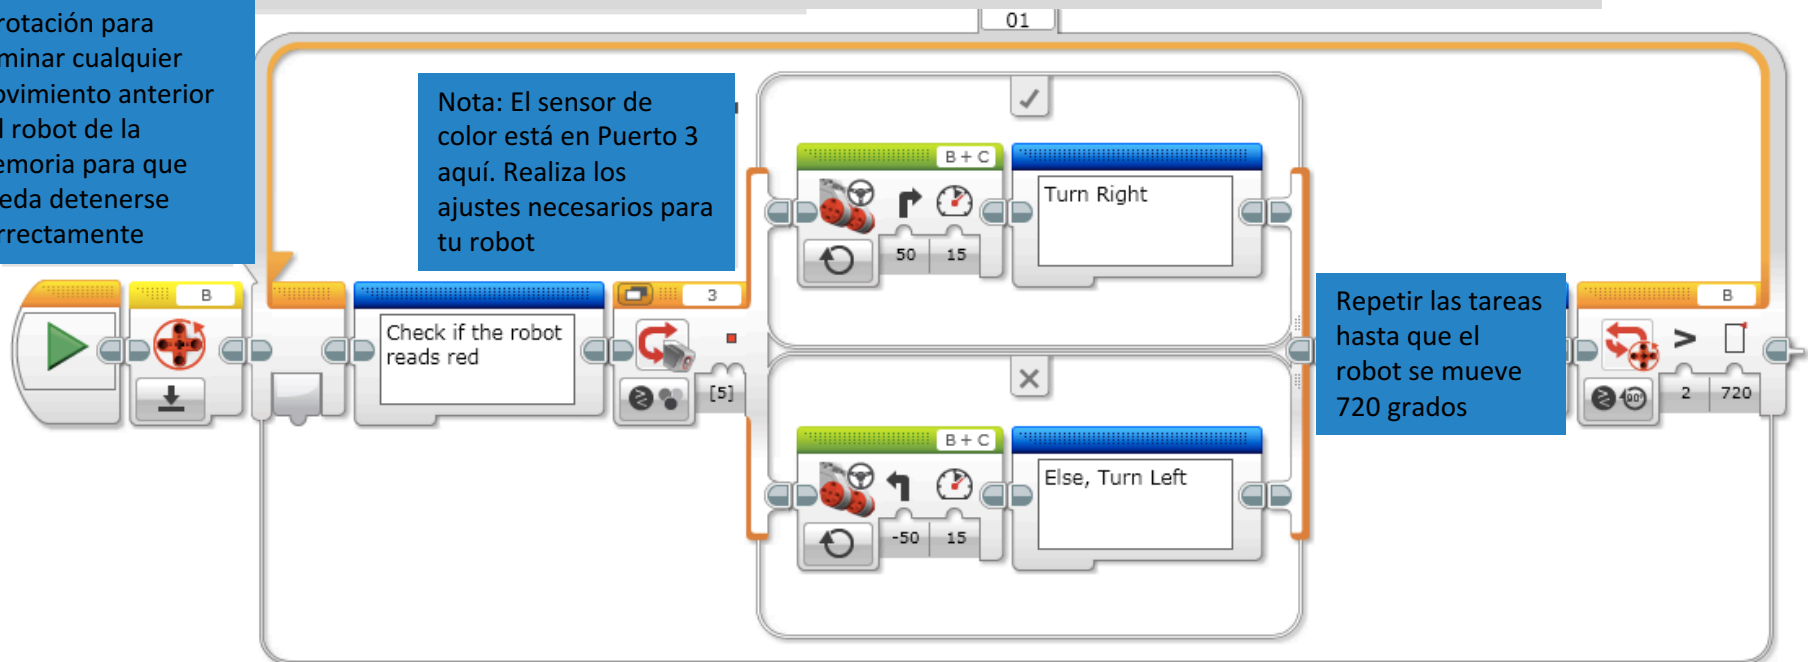 01
rotación para
minar cualquier
ovimiento anterior
l robot de la
emoria para que
eda detenerse
rrectamente
Nota: El sensor de
color está en Puerto 3
aquí. Realiza los
ajustes necesarios para
tu robot
B + C
Turn Right
50 15
B
Check if the robot
reads red
3
[5]
Repetir las tareas
hasta que el
robot se mueve
720 grados
B
>
90°
2 720
B + C
Else, Turn Left
-50 15